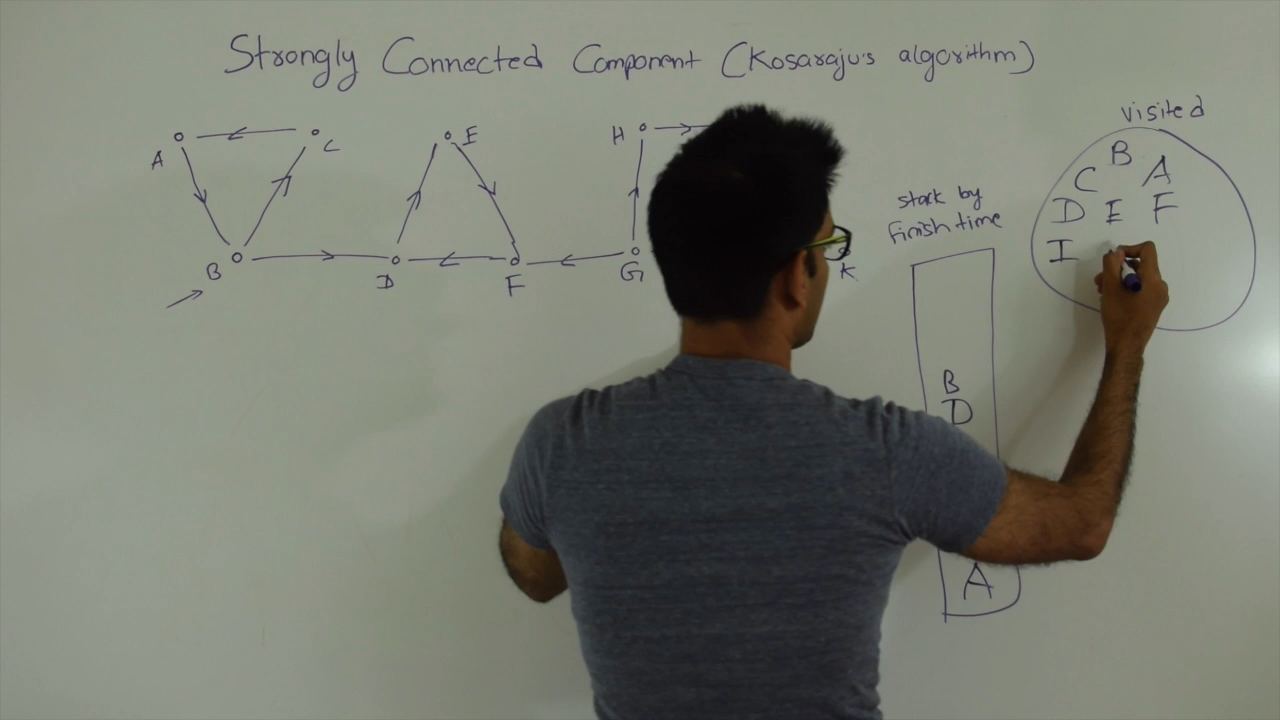 Strongly Connected Component (Kosaraju's algorithm)
visited
A
C
E
H
B
D
F
G
K
stack by
Finish time
B
D
A
B
C
A
D E F
I